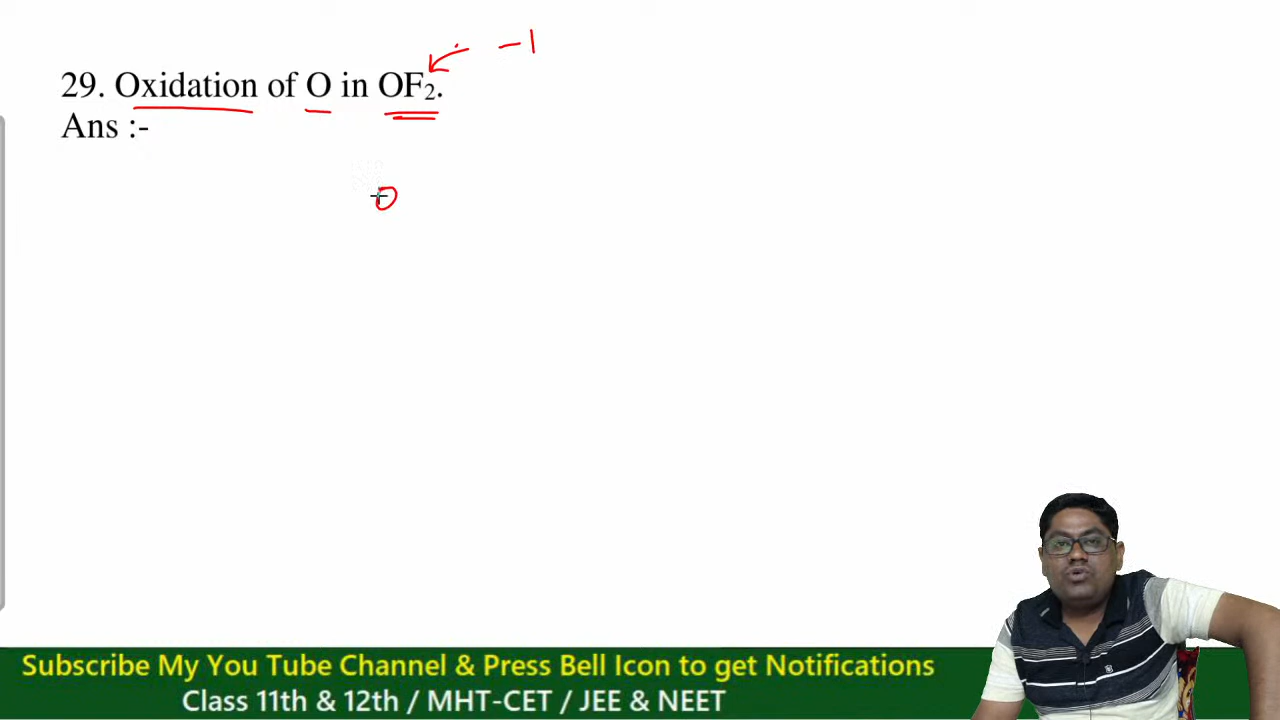 -1
29. Oxidation of O in OF₂.
Ans :-
O
Subscribe My You Tube Channel & Press Bell Icon to get Notifications
Class 11th & 12th / MHT-CET / JEE & NEET